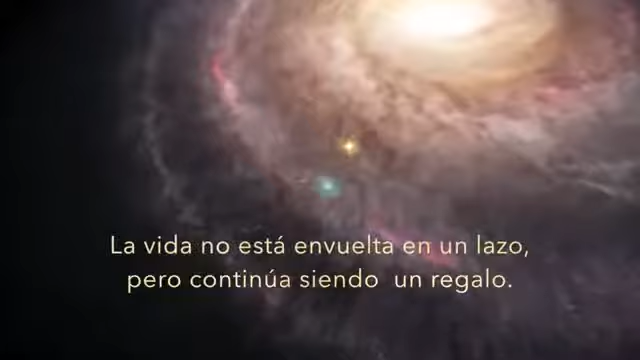 La vida no está envuelta en un lazo,
pero continúa siendo un regalo.